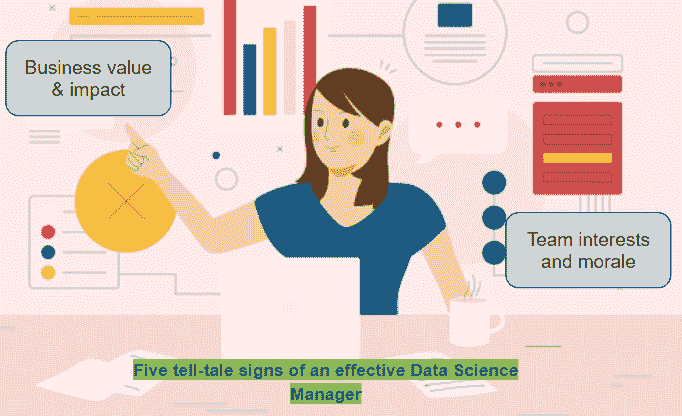 Business value
& impact
Team interests
and morale
Five tell-tale signs of an effective Data Science
Manager